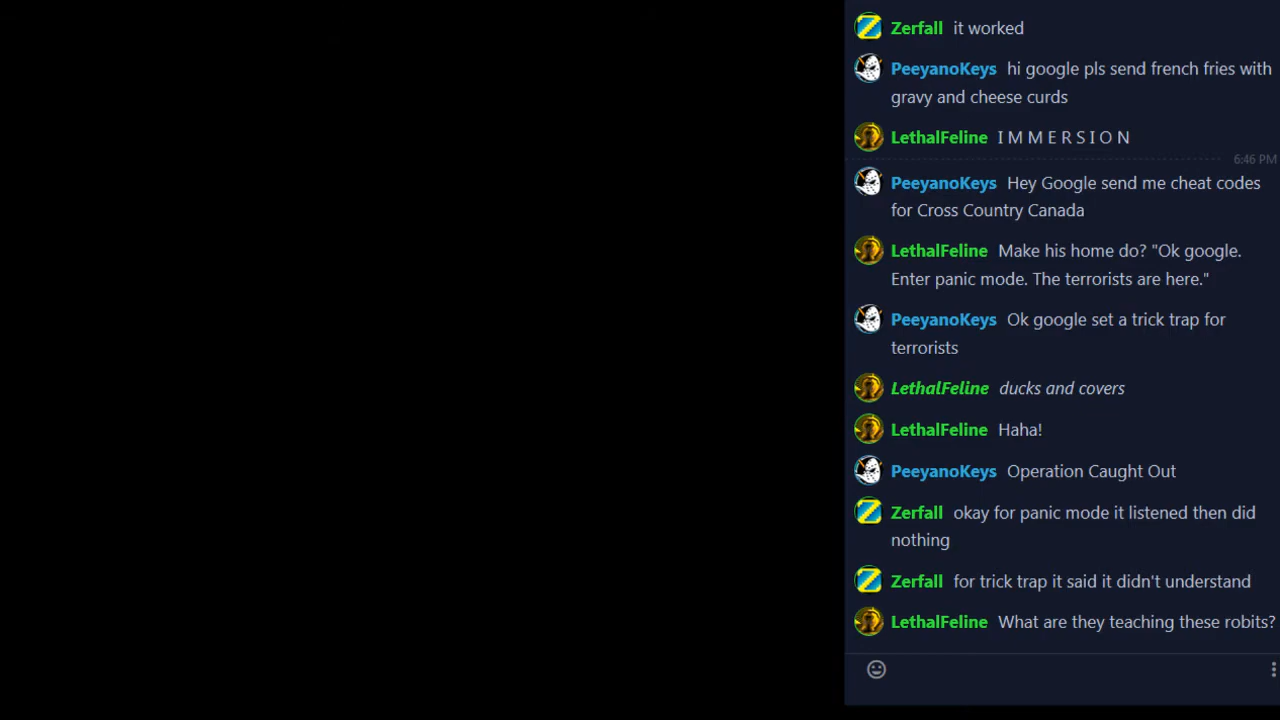 Zerfall it worked
PeeyanoKeys hi google pls send french fries with
gravy and cheese curds
LethalFeline I M M E R S I O N
6:46 PM
PeeyanoKeys Hey Google send me cheat codes
for Cross Country Canada
LethalFeline Make his home do? "Ok google.
Enter panic mode. The terrorists are here."
PeeyanoKeys Ok google set a trick trap for
terrorists
LethalFeline ducks and covers
LethalFeline Haha!
PeeyanoKeys Operation Caught Out
Zerfall okay for panic mode it listened then did
nothing
Zerfall for trick trap it said it didn't understand
LethalFeline What are they teaching these robits?